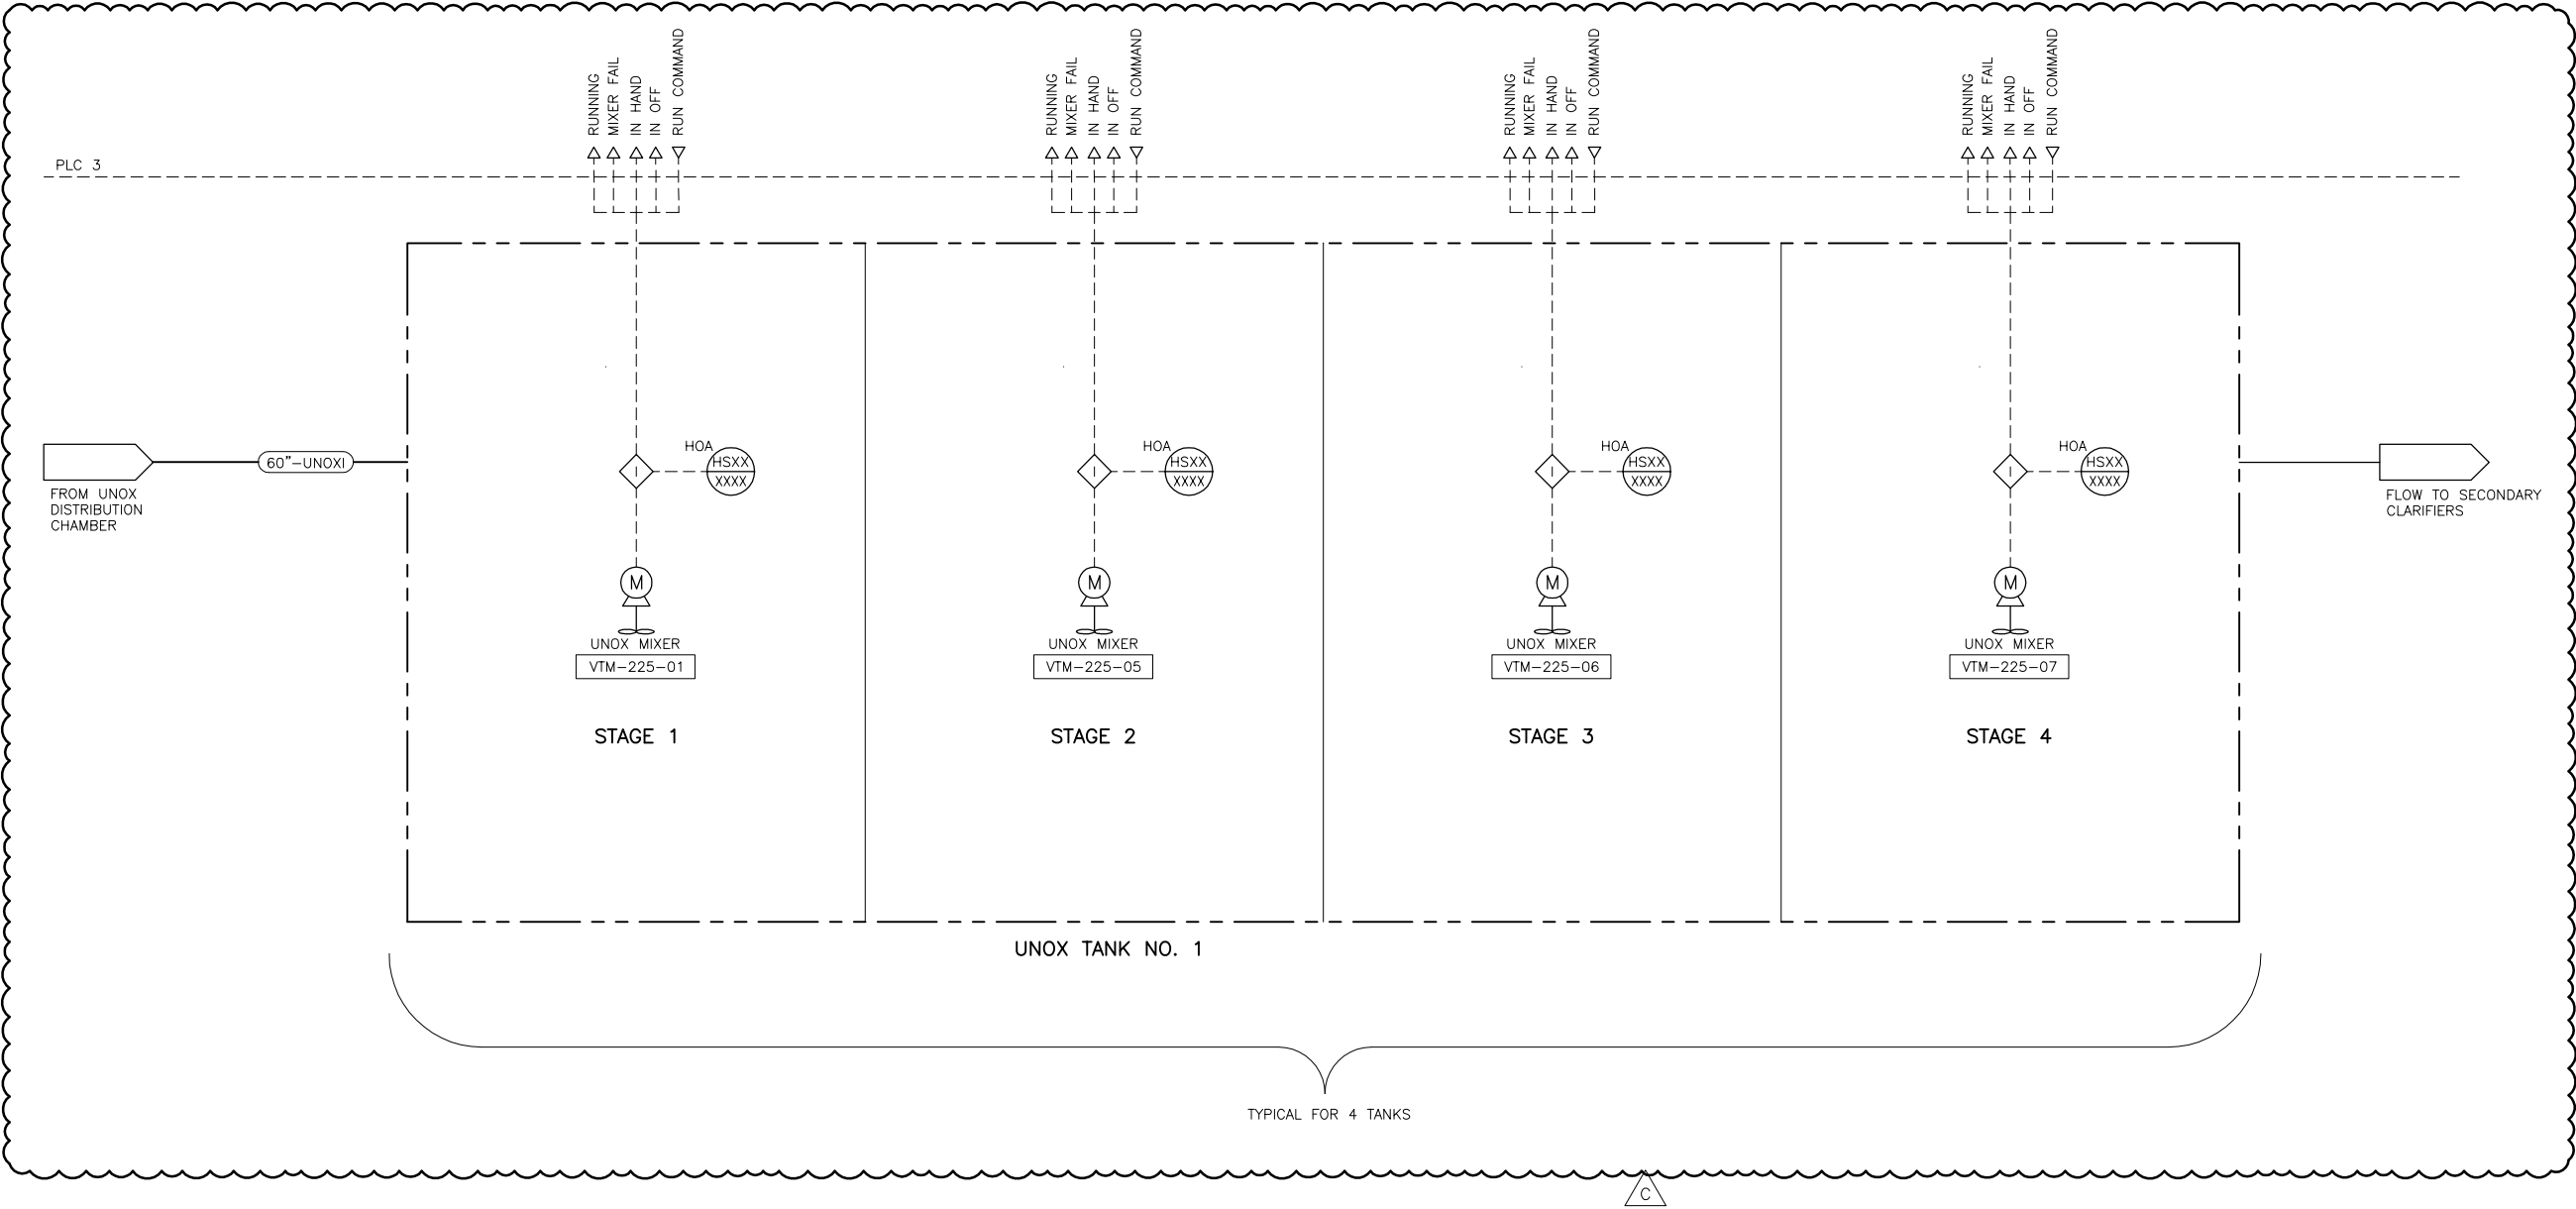 RUNNING
MIXER FAIL
IN HAND
IN OFF
RUN COMMAND
RUNNING
MIXER FAIL
IN HAND
IN OFF
RUN COMMAND
RUNNING
MIXER FAIL
IN HAND
IN OFF
RUN COMMAND
RUNNING
MIXER FAIL
IN HAND
IN OFF
RUN COMMAND
PLC 3
60"-UNOXI
FROM UNOX
DISTRIBUTION
CHAMBER
HOA
HSXX
XXXX
M
UNOX MIXER
VTM-225-01
STAGE 1
HOA
HSXX
XXXX
M
UNOX MIXER
VTM-225-05
STAGE 2
HOA
HSXX
XXXX
M
UNOX MIXER
VTM-225-06
STAGE 3
HOA
HSXX
XXXX
M
UNOX MIXER
VTM-225-07
STAGE 4
FLOW TO SECONDARY
CLARIFIERS
UNOX TANK NO. 1
TYPICAL FOR 4 TANKS
C